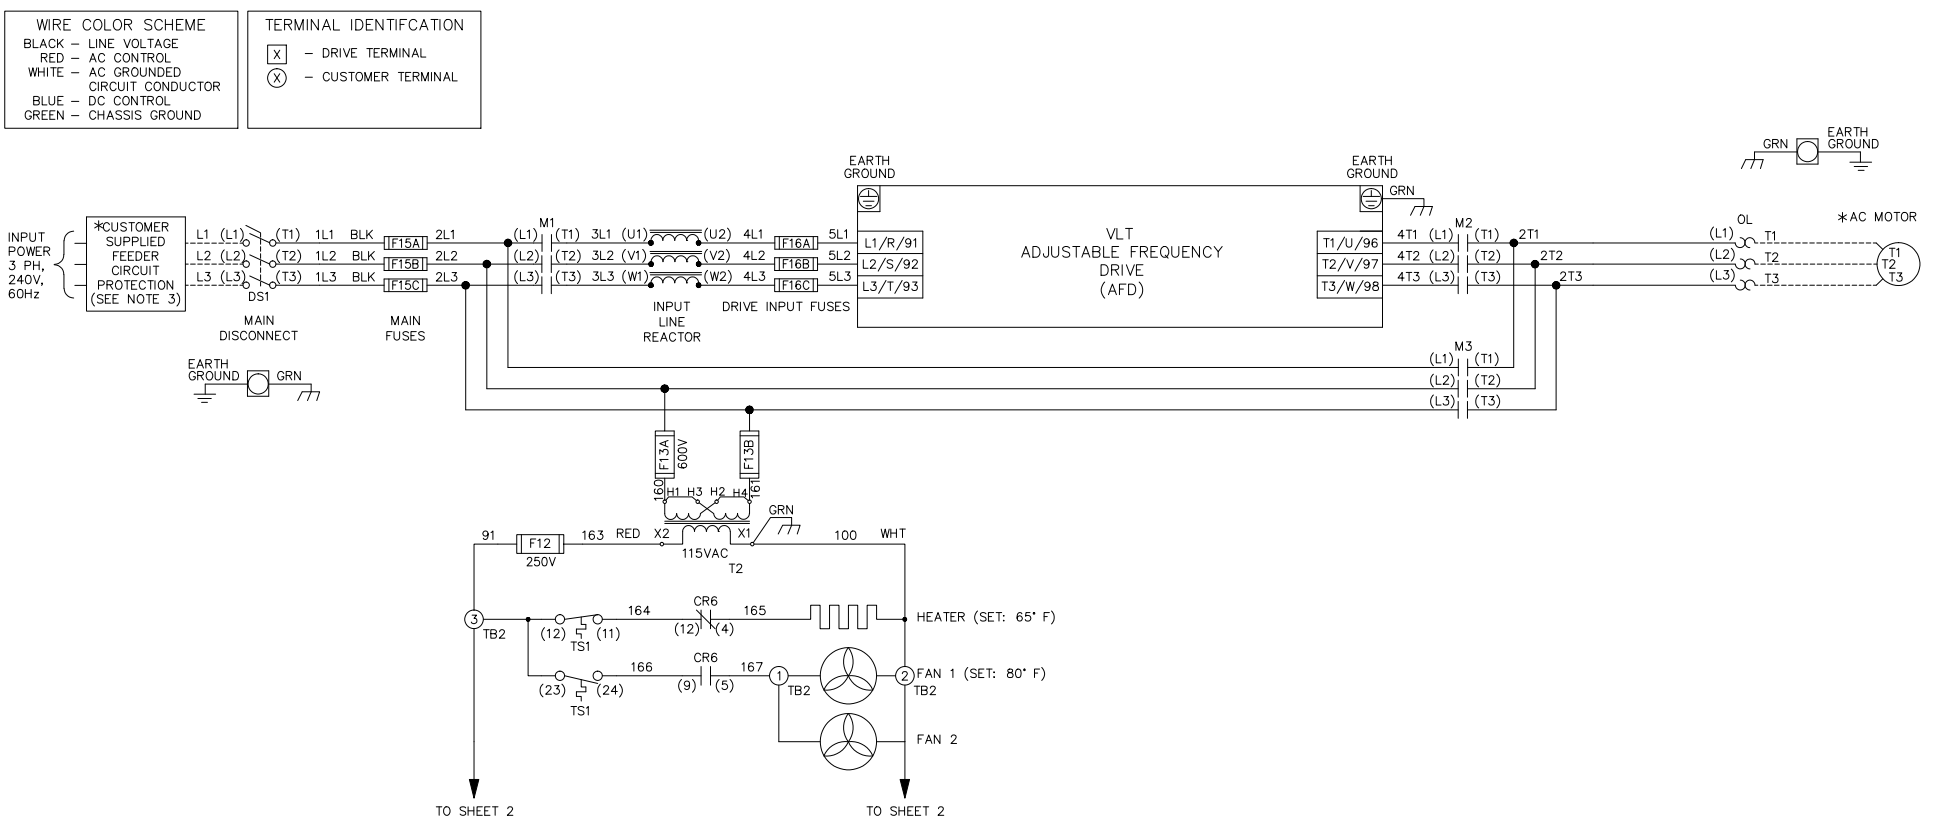 WIRE COLOR SCHEME
BLACK – LINE VOLTAGE
RED – AC CONTROL
WHITE – AC GROUNDED
CIRCUIT CONDUCTOR
BLUE – DC CONTROL
GREEN – CHASSIS GROUND
TERMINAL IDENTIFCATION
X – DRIVE TERMINAL
X – CUSTOMER TERMINAL
GRN
EARTH
GROUND
EARTH
GROUND
EARTH
GROUND
GRN
INPUT
POWER
3 PH,
240V,
60Hz
*CUSTOMER
SUPPLIED
FEEDER
CIRCUIT
PROTECTION
(SEE NOTE 3)
M1
M2
OL
*AC MOTOR
L1 (L1) (T1) 1L1 BLK F15A 2L1 (L1) (T1) 3L1 (U1) (U2) 4L1 F16A 5L1 L1/R/91
L2 (L2) (T2) 1L2 BLK F15B 2L2 (L2) (T2) 3L2 (V1) (V2) 4L2 F16B 5L2 L2/S/92
L3 (L3) (T3) 1L3 BLK F15C 2L3 (L3) (T3) 3L3 (W1) (W2) 4L3 F16C 5L3 L3/T/93
DS1
MAIN
DISCONNECT
MAIN
FUSES
INPUT
LINE
REACTOR
DRIVE INPUT FUSES
VLT
ADJUSTABLE FREQUENCY
DRIVE
(AFD)
T1/U/96 4T1 (L1) (T1) 2T1 (L1) T1
T2/V/97 4T2 (L2) (T2) 2T2 (L2) T2
T3/W/98 4T3 (L3) (T3) 2T3 (L3) T3
T1
T2
T3
EARTH
GROUND GRN
M3
(L1) (T1)
(L2) (T2)
(L3) (T3)
F13A
600V
F13B
160
161
H1 H3 H2 H4
GRN
91 F12 163 RED X2 X1 100 WHT
250V
115VAC
T2
3
TB2
(12) (11)
TS1
164
CR6
(12) (4)
165
HEATER (SET: 65° F)
(23) (24)
TS1
166
CR6
(9) (5)
167
1
TB2
2
TB2
FAN 1 (SET: 80° F)
FAN 2
TO SHEET 2
TO SHEET 2